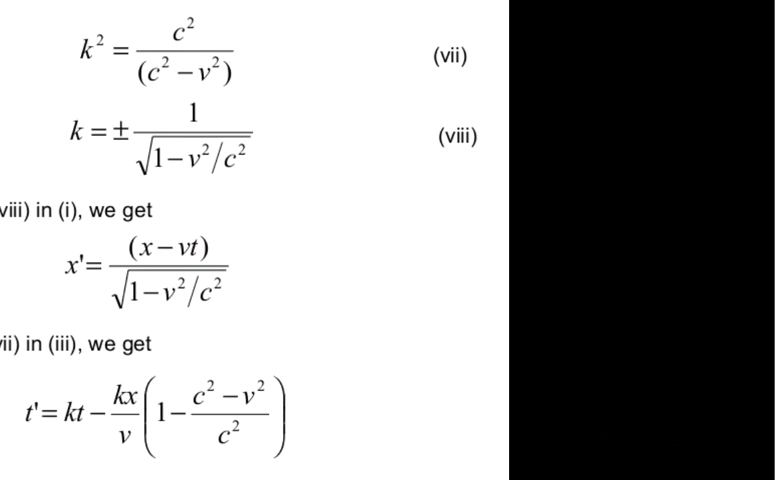 k² = c² / (c² – v²) (vii)
k = ± 1 / √(1 – v²/c²) (viii)
viii) in (i), we get
x' = (x – vt) / √(1 – v²/c²)
ii) in (iii), we get
t' = kt – kx/v (1 – (c² – v²)/c²)